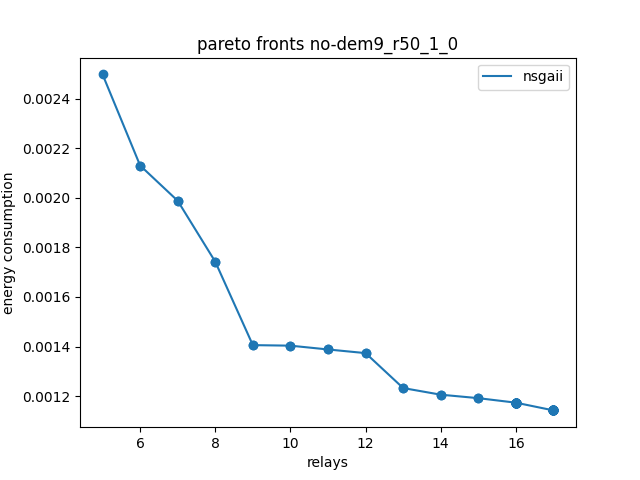 pareto fronts no-dem9_r50_1_0
nsgaii
energy consumption
0.0024
0.0022
0.0020
0.0018
0.0016
0.0014
0.0012
6 8 10 12 14 16
relays